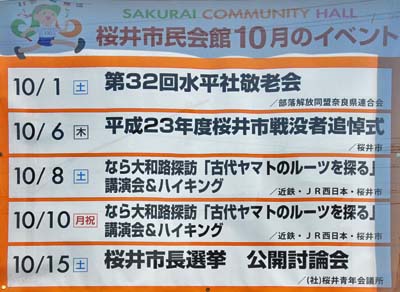 SAKURAI COMMUNITY HALL
桜井市民会館10月のイベント
10/1 土 第32回水平社敬老会
／部落解放同盟奈良県連合会
10/6 木 平成23年度桜井市戦没者追悼式
／桜井市
10/8 土 なら大和路探訪「古代ヤマトのルーツを探る」
講演会＆ハイキング
／近鉄・JR西日本・桜井市
10/10 月祝 なら大和路探訪「古代ヤマトのルーツを探る」
講演会＆ハイキング
／近鉄・JR西日本・桜井市
10/15 土 桜井市長選挙 公開討論会
／(社)桜井青年会議所